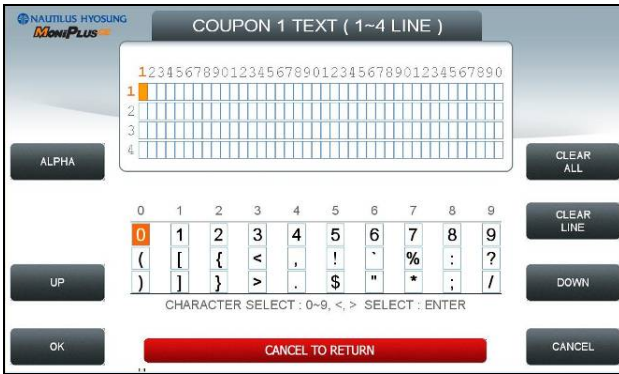 NAUTILUS HYOSUNG
MoniPlus
COUPON 1 TEXT ( 1~4 LINE )
1234567890123456789012345678901234567890
1
2
3
4
ALPHA
CLEAR ALL
0 1 2 3 4 5 6 7 8 9
0 1 2 3 4 5 6 7 8 9
( [ { < , ! ` % : ?
) ] } > . $ " * ; /
CLEAR LINE
UP
DOWN
CHARACTER SELECT : 0~9, <, > SELECT : ENTER
OK
CANCEL TO RETURN
CANCEL